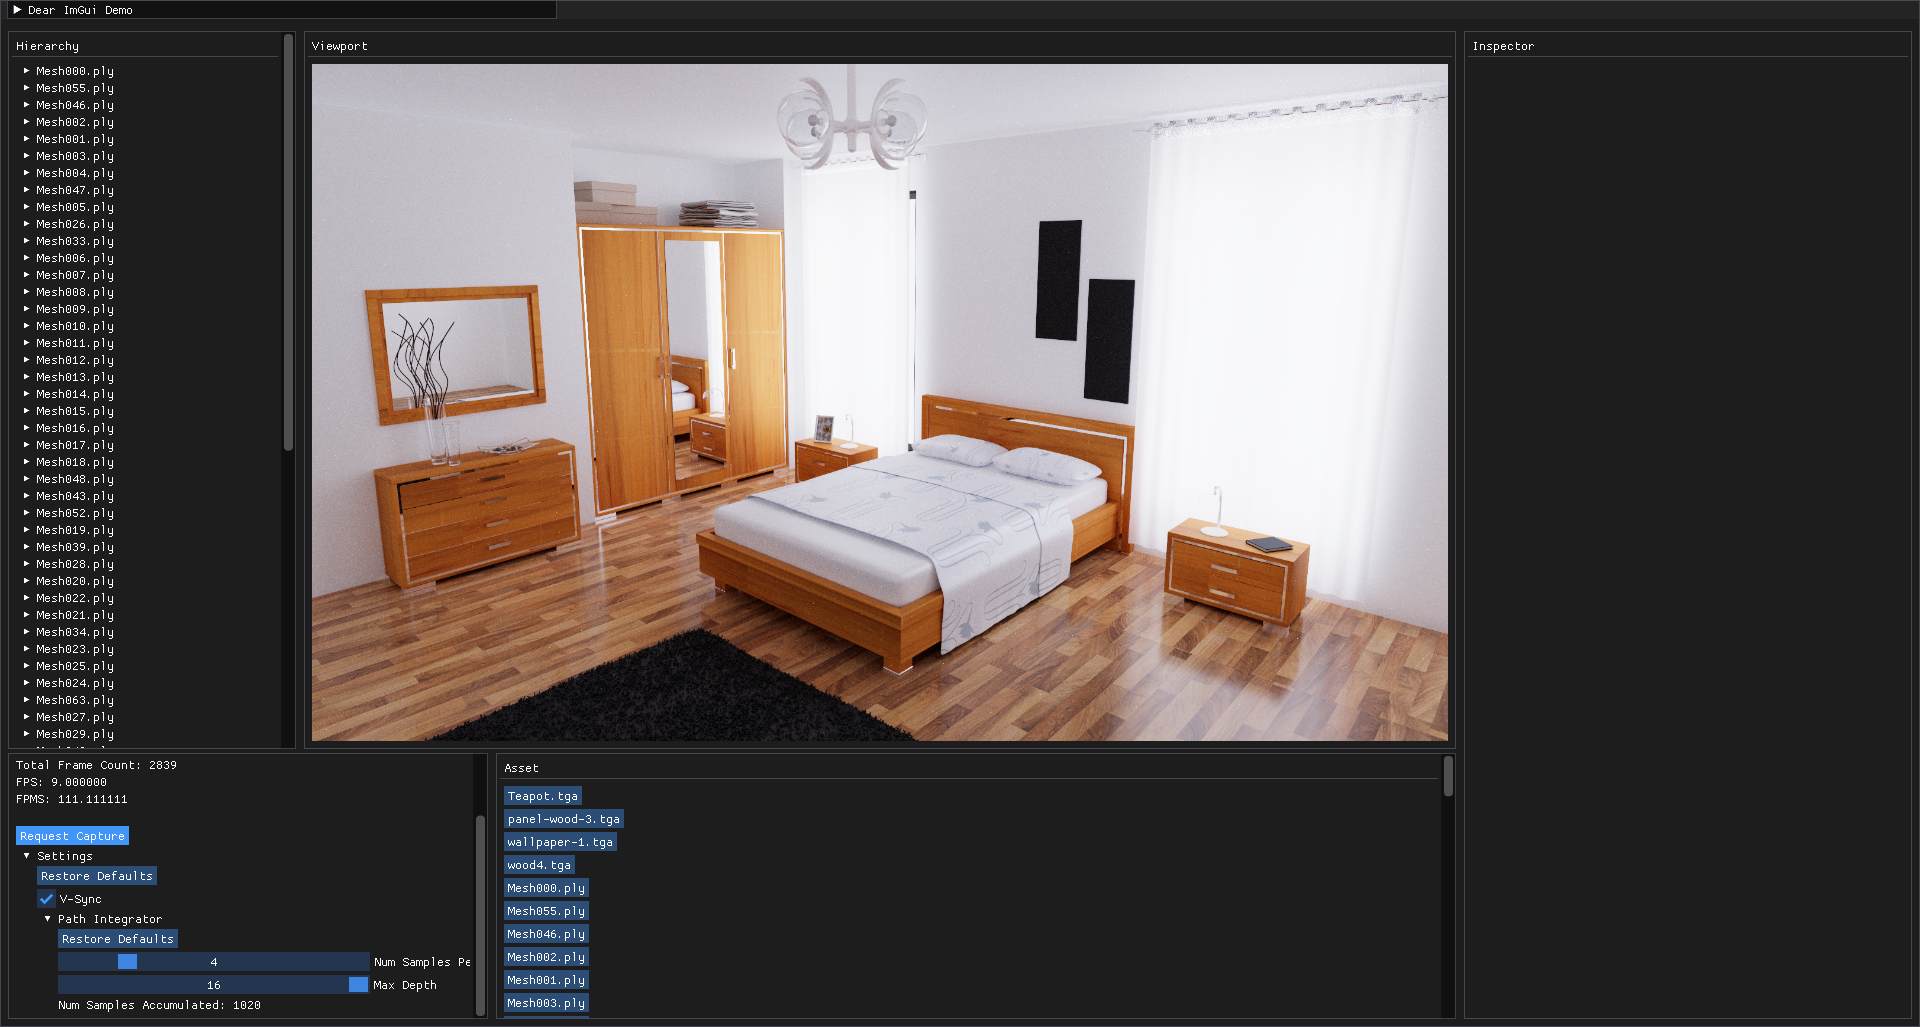 Dear ImGui Demo
Hierarchy
Mesh000.ply
Mesh055.ply
Mesh046.ply
Mesh002.ply
Mesh001.ply
Mesh003.ply
Mesh004.ply
Mesh047.ply
Mesh005.ply
Mesh026.ply
Mesh033.ply
Mesh006.ply
Mesh007.ply
Mesh008.ply
Mesh009.ply
Mesh010.ply
Mesh011.ply
Mesh012.ply
Mesh013.ply
Mesh014.ply
Mesh015.ply
Mesh016.ply
Mesh017.ply
Mesh018.ply
Mesh048.ply
Mesh043.ply
Mesh052.ply
Mesh019.ply
Mesh039.ply
Mesh028.ply
Mesh020.ply
Mesh022.ply
Mesh021.ply
Mesh034.ply
Mesh023.ply
Mesh025.ply
Mesh024.ply
Mesh063.ply
Mesh027.ply
Mesh029.ply
Viewport
Inspector
Total Frame Count: 2839
FPS: 9.000000
FPMS: 111.111111
Request Capture
Settings
Restore Defaults
V-Sync
Path Integrator
Restore Defaults
4 Num Samples Pe
16 Max Depth
Num Samples Accumulated: 1020
Asset
Teapot.tga
panel-wood-3.tga
wallpaper-1.tga
wood4.tga
Mesh000.ply
Mesh055.ply
Mesh046.ply
Mesh002.ply
Mesh001.ply
Mesh003.ply